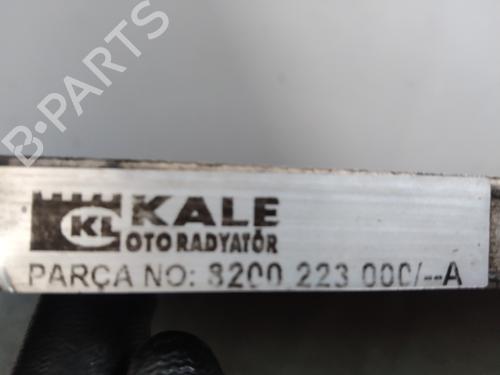 B-PARTS
KL KALE
OTO RADYATÖR
PARÇA NO: 8200 223 000/--A